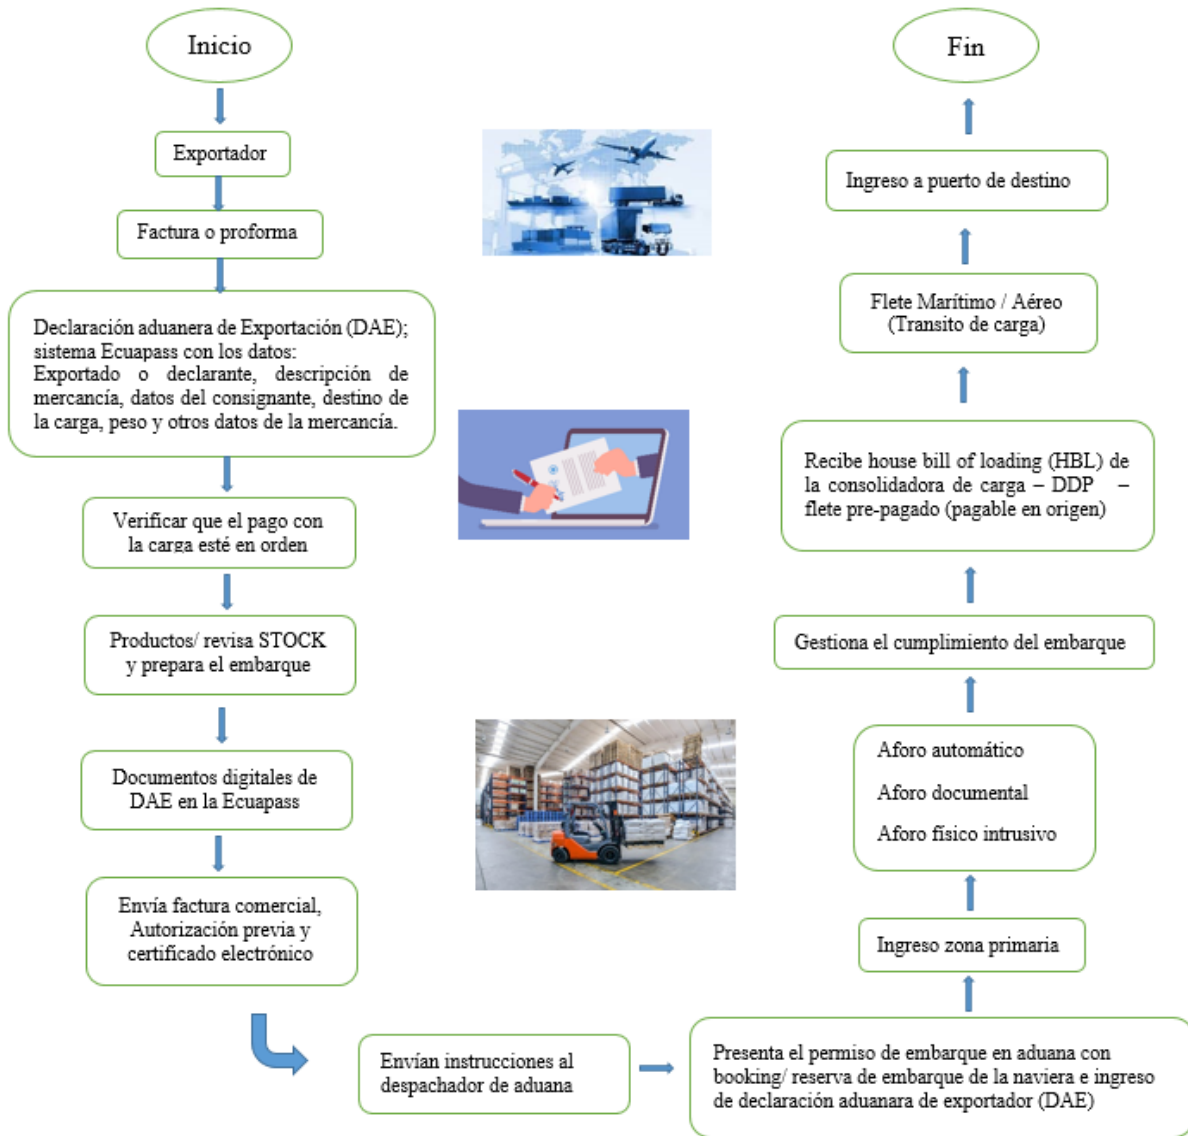 Inicio
Exportador
Factura o proforma
Declaración aduanera de Exportación (DAE);
sistema Ecuapass con los datos:
Exportado o declarante, descripción de
mercancía, datos del consignante, destino de
la carga, peso y otros datos de la mercancía.
Verificar que el pago con
la carga esté en orden
Productos/ revisa STOCK
y prepara el embarque
Documentos digitales de
DAE en la Ecuapass
Envía factura comercial,
Autorización previa y
certificado electrónico
Envían instrucciones al
despachador de aduana
Presenta el permiso de embarque en aduana con
booking/ reserva de embarque de la naviera e ingreso
de declaración aduanara de exportador (DAE)
Ingreso zona primaria
Aforo automático
Aforo documental
Aforo físico intrusivo
Gestiona el cumplimiento del embarque
Recibe house bill of loading (HBL) de
la consolidadora de carga – DDP –
flete pre-pagado (pagable en origen)
Flete Marítimo / Aéreo
(Transito de carga)
Ingreso a puerto de destino
Fin